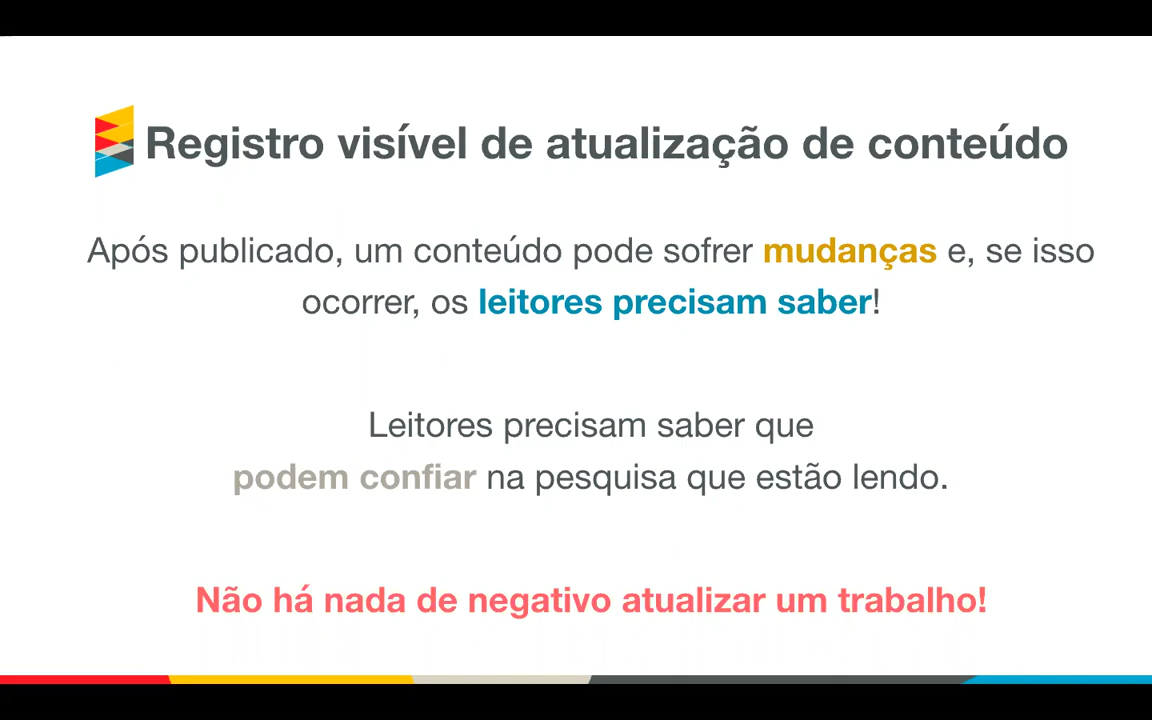 Registro visível de atualização de conteúdo
Após publicado, um conteúdo pode sofrer mudanças e, se isso
ocorrer, os leitores precisam saber!
Leitores precisam saber que
podem confiar na pesquisa que estão lendo.
Não há nada de negativo atualizar um trabalho!